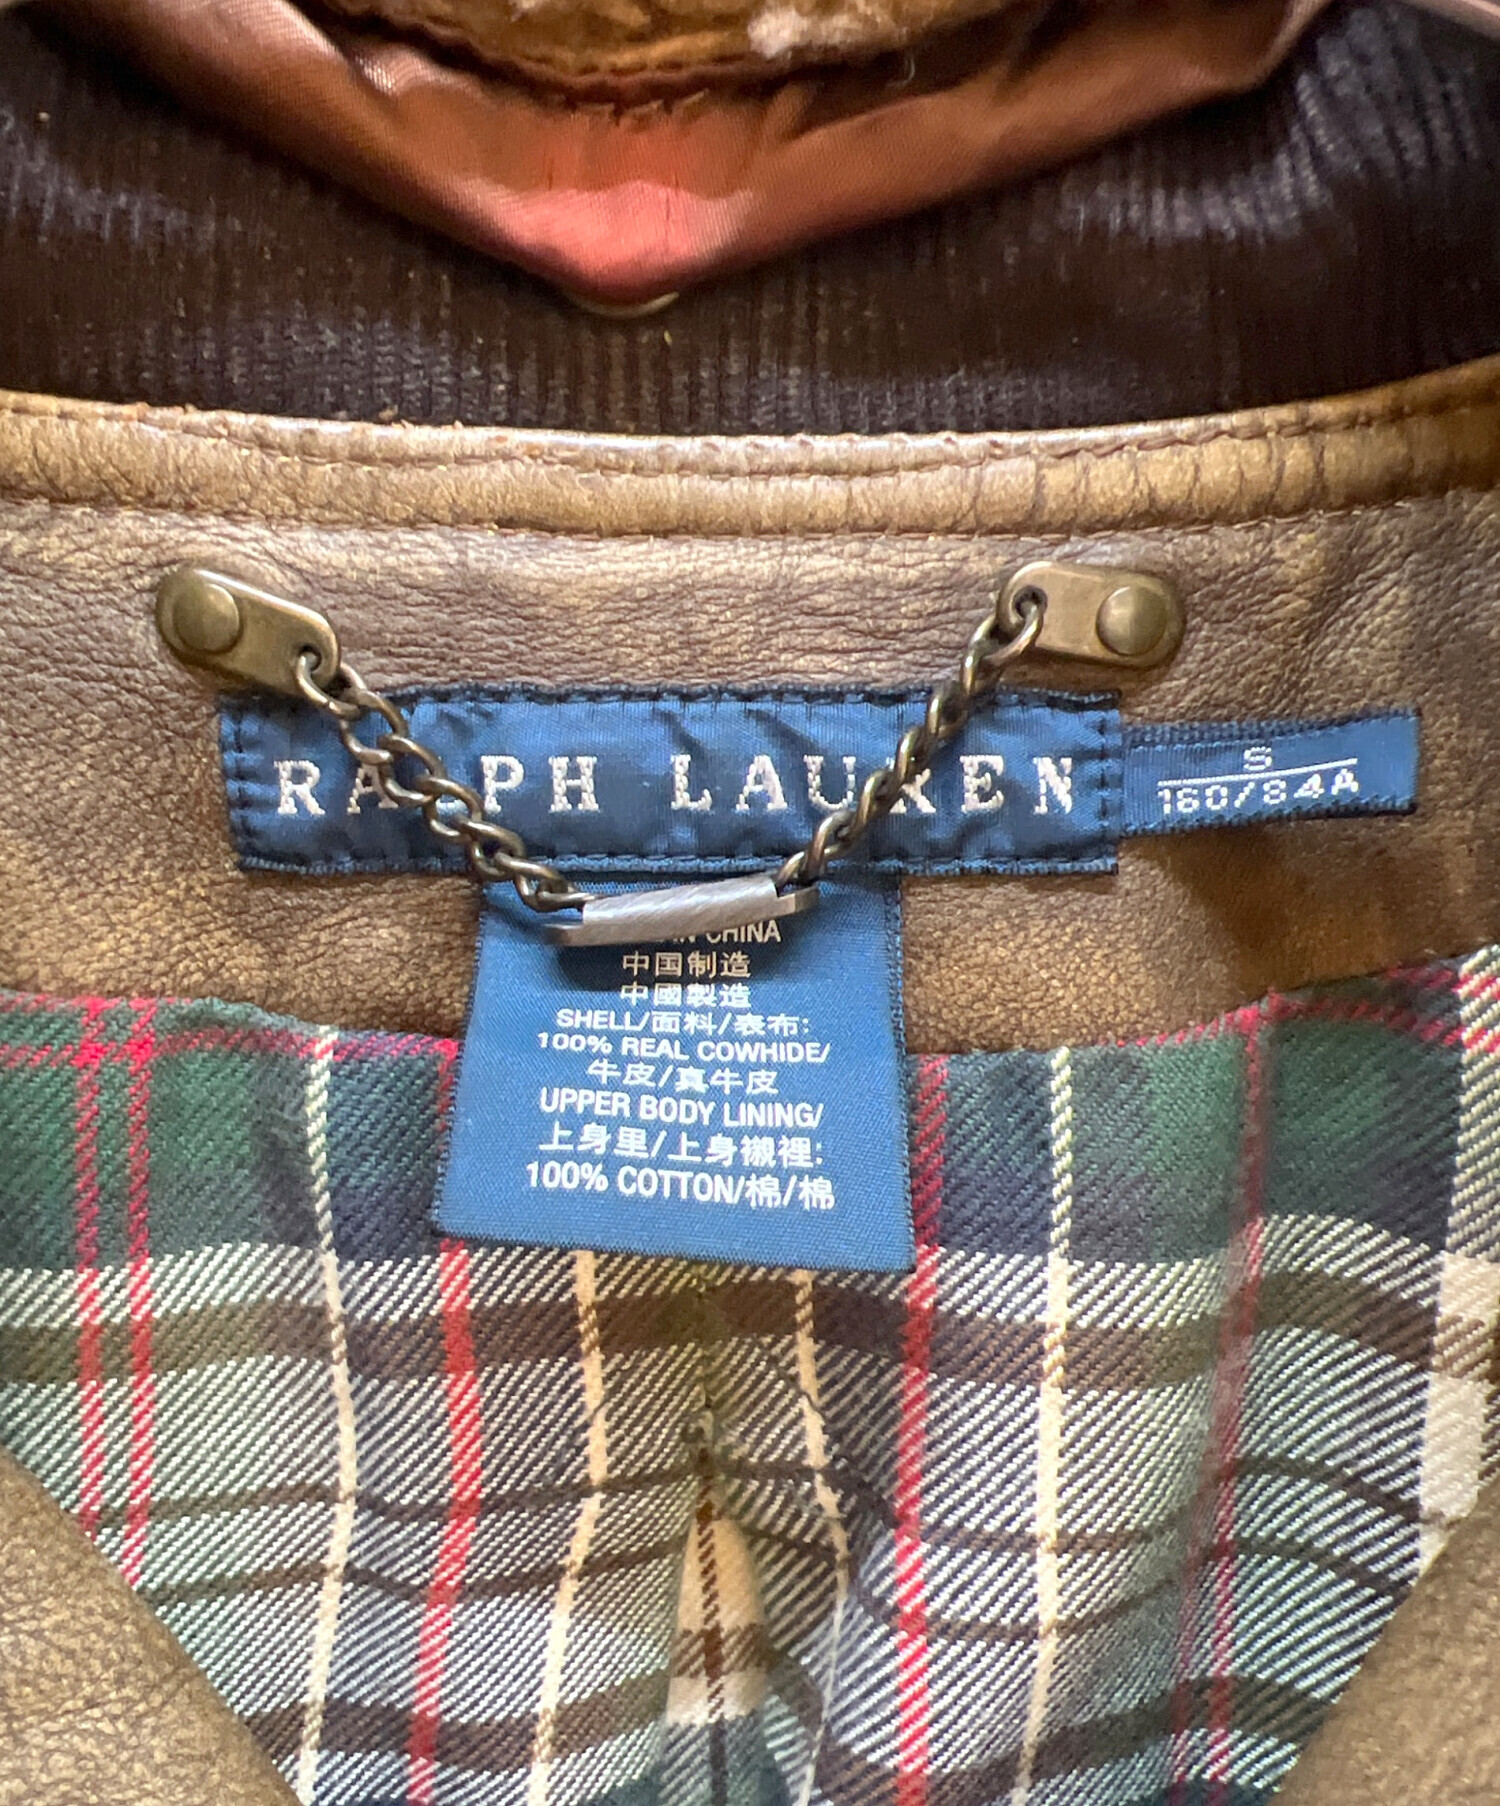 RALPH LAUREN
S
160/84A
IN CHINA
中国制造
中國製造
SHELL/面料/表布:
100% REAL COWHIDE/
牛皮/真牛皮
UPPER BODY LINING/
上身里/上身襯裡:
100% COTTON/棉/棉